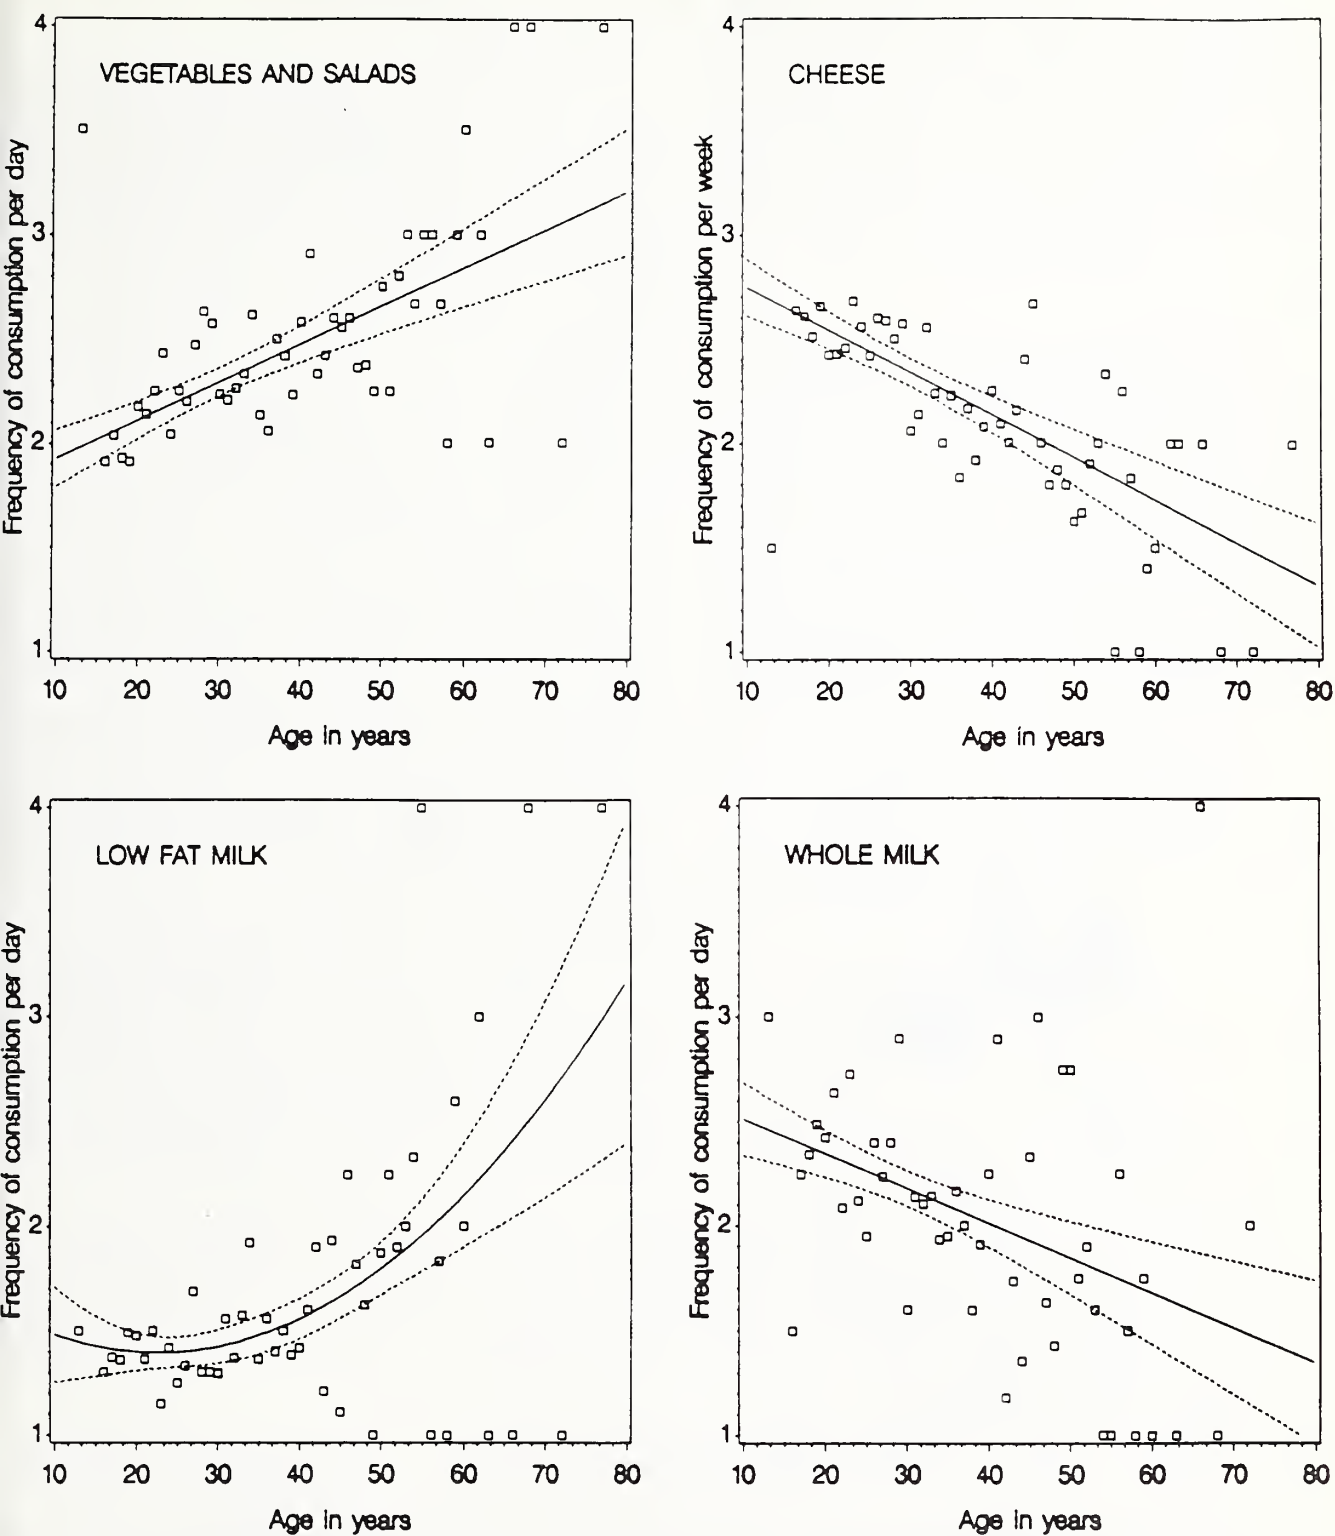 VEGETABLES AND SALADS
Frequency of consumption per day
4
3
2
1
10 20 30 40 50 60 70 80
Age in years
CHEESE
Frequency of consumption per week
4
3
2
1
10 20 30 40 50 60 70 80
Age in years
LOW FAT MILK
Frequency of consumption per day
4
3
2
1
10 20 30 40 50 60 70 80
Age in years
WHOLE MILK
Frequency of consumption per day
4
3
2
1
10 20 30 40 50 60 70 80
Age in years